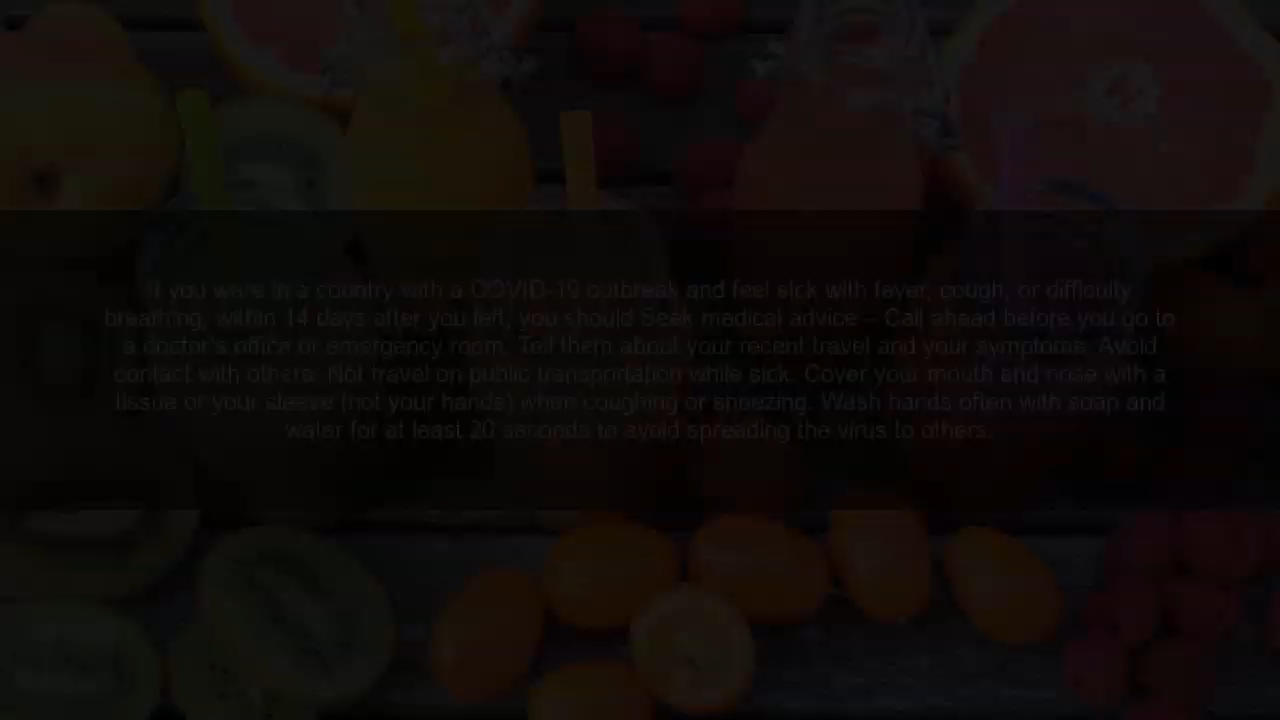 If you were in a country with a COVID-19 outbreak and feel sick with fever, cough, or difficulty
breathing, within 14 days after you left, you should Seek medical advice – Call ahead before you go to
a doctor's office or emergency room. Tell them about your recent travel and your symptoms. Avoid
contact with others. Not travel on public transportation while sick. Cover your mouth and nose with a
tissue or your sleeve (not your hands) when coughing or sneezing. Wash hands often with soap and
water for at least 20 seconds to avoid spreading the virus to others.